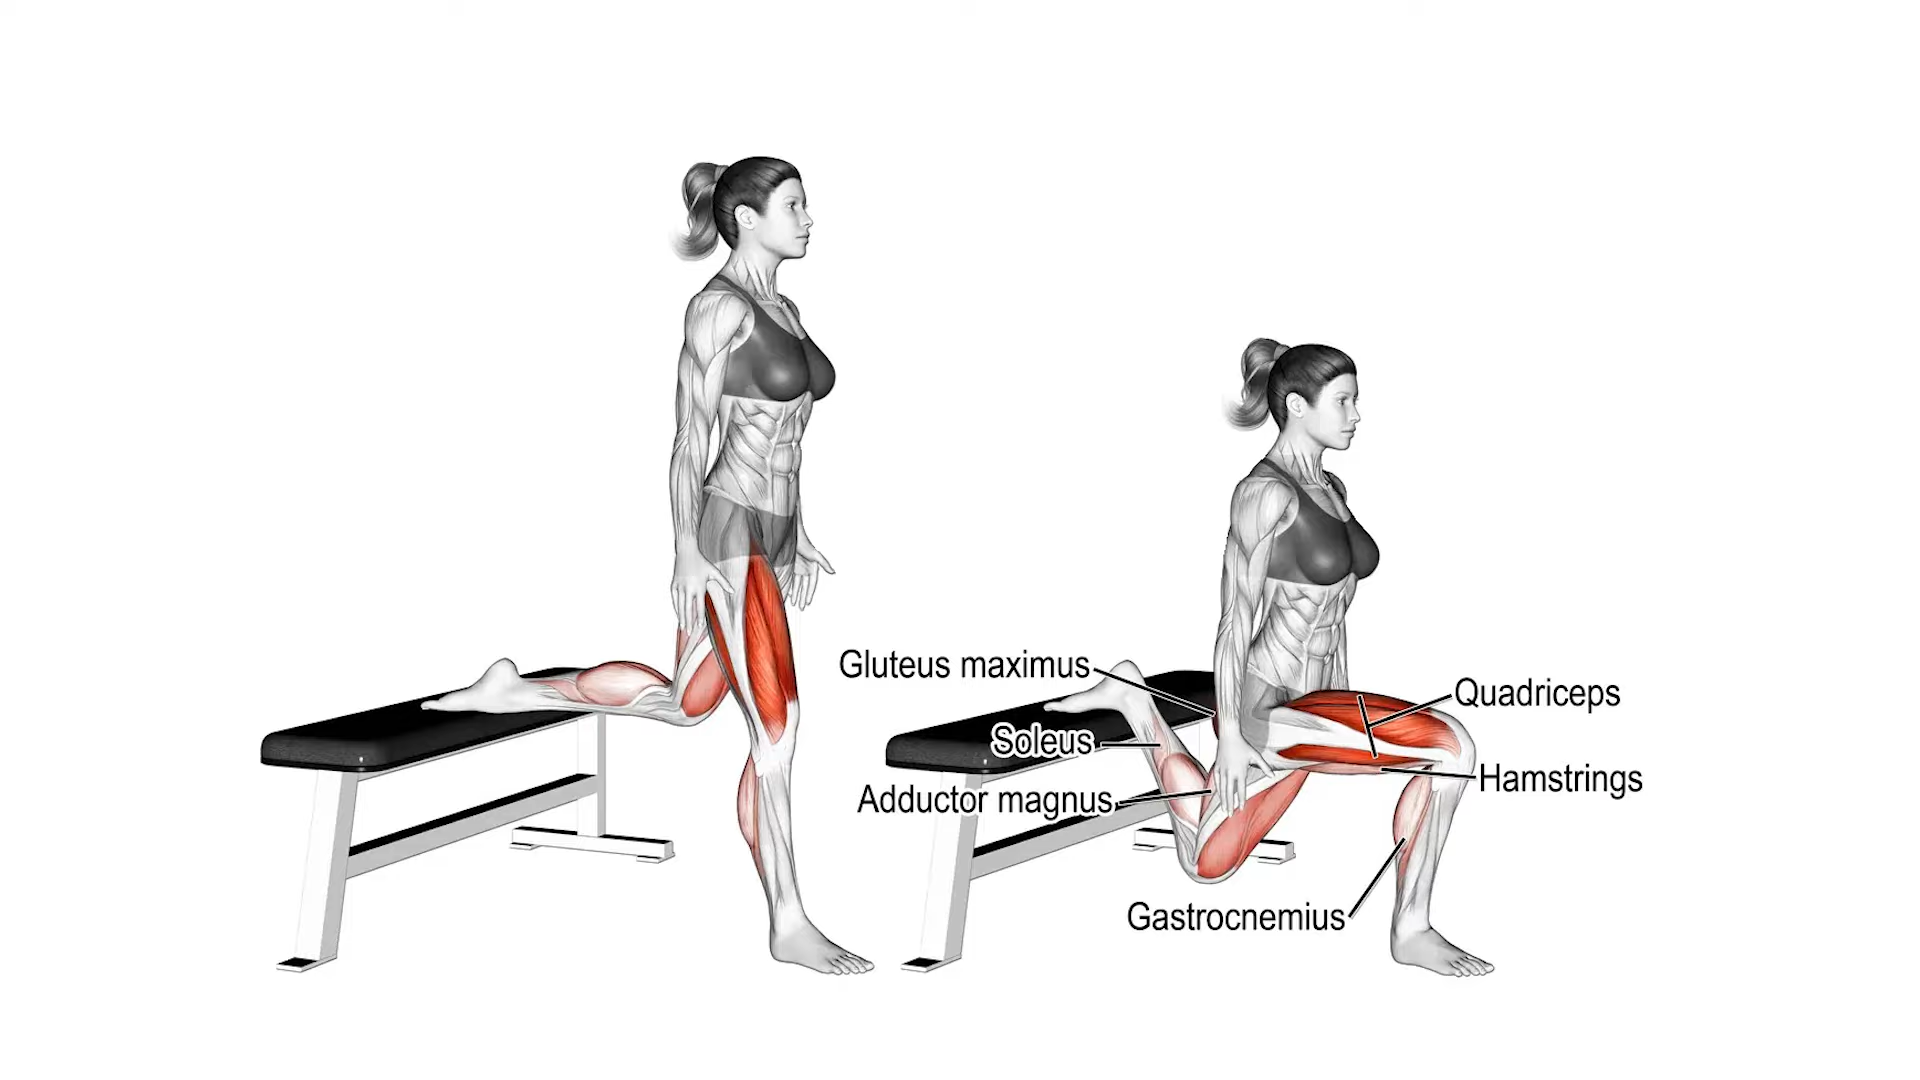 Gluteus maximus
Quadriceps
Soleus
Hamstrings
Adductor magnus
Gastrocnemius